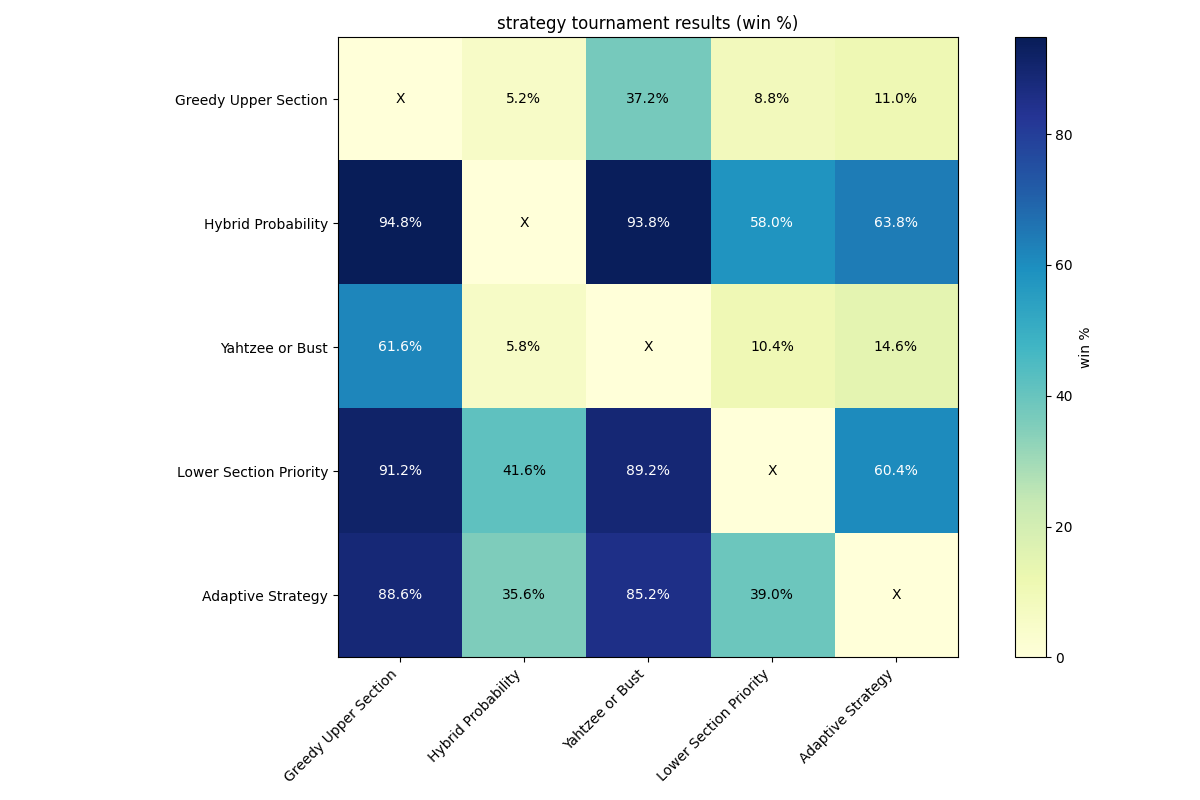 strategy tournament results (win %)
Greedy Upper Section X 5.2% 37.2% 8.8% 11.0%
Hybrid Probability 94.8% X 93.8% 58.0% 63.8%
Yahtzee or Bust 61.6% 5.8% X 10.4% 14.6%
Lower Section Priority 91.2% 41.6% 89.2% X 60.4%
Adaptive Strategy 88.6% 35.6% 85.2% 39.0% X
Greedy Upper Section
Hybrid Probability
Yahtzee or Bust
Lower Section Priority
Adaptive Strategy
80
60
40
20
0
win %